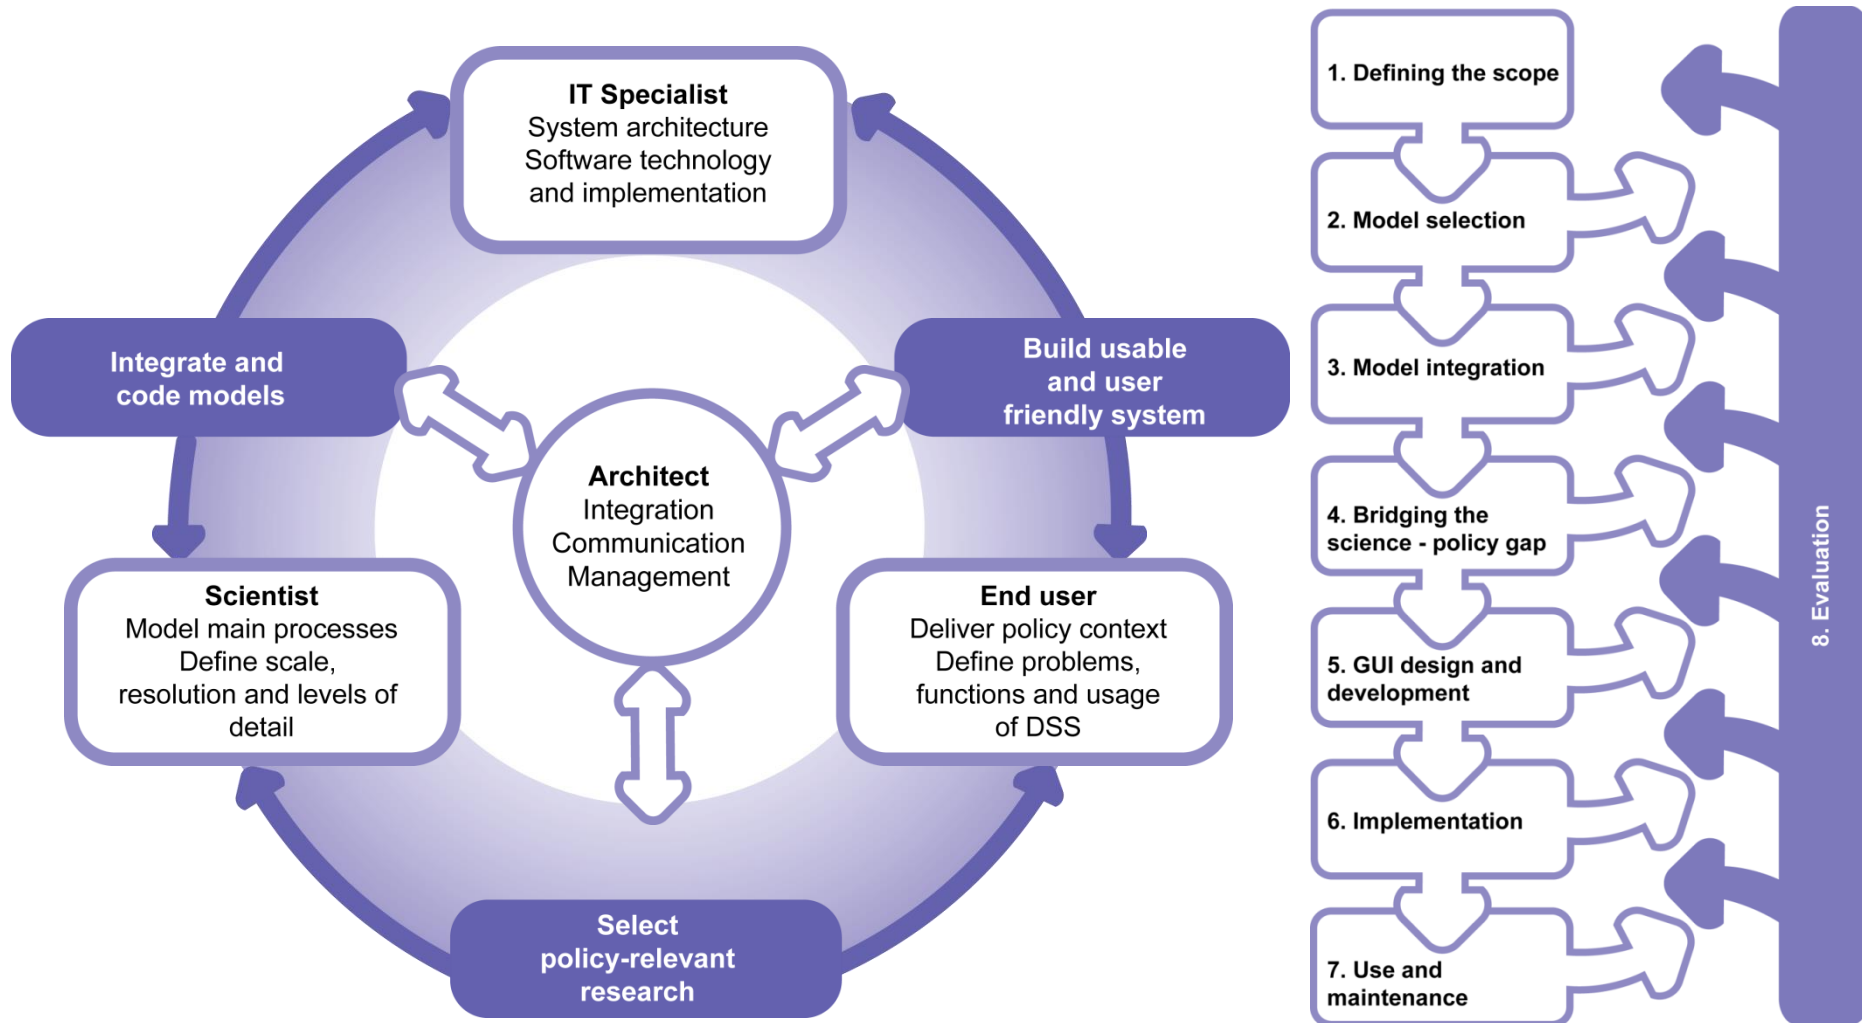 IT Specialist
System architecture
Software technology
and implementation
Integrate and
code models
Build usable
and user
friendly system
Architect
Integration
Communication
Management
Scientist
Model main processes
Define scale,
resolution and levels of
detail
End user
Deliver policy context
Define problems,
functions and usage
of DSS
Select
policy-relevant
research
1. Defining the scope
2. Model selection
3. Model integration
4. Bridging the
science - policy gap
5. GUI design and
development
6. Implementation
7. Use and
maintenance
8. Evaluation